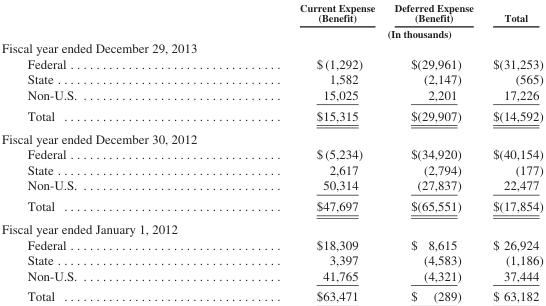 Current Expense Deferred Expense
(Benefit) (Benefit) Total
(In thousands)
Fiscal year ended December 29, 2013
Federal . . . . . . . . . . . . . . . . . . . . . . . . . . . . . . . . $ (1,292) $(29,961) $(31,253)
State . . . . . . . . . . . . . . . . . . . . . . . . . . . . . . . . . . 1,582 (2,147) (565)
Non-U.S. . . . . . . . . . . . . . . . . . . . . . . . . . . . . . . 15,025 2,201 17,226
Total . . . . . . . . . . . . . . . . . . . . . . . . . . . . . . . . . $15,315 $(29,907) $(14,592)
Fiscal year ended December 30, 2012
Federal . . . . . . . . . . . . . . . . . . . . . . . . . . . . . . . . $ (5,234) $(34,920) $(40,154)
State . . . . . . . . . . . . . . . . . . . . . . . . . . . . . . . . . . 2,617 (2,794) (177)
Non-U.S. . . . . . . . . . . . . . . . . . . . . . . . . . . . . . . 50,314 (27,837) 22,477
Total . . . . . . . . . . . . . . . . . . . . . . . . . . . . . . . . . $47,697 $(65,551) $(17,854)
Fiscal year ended January 1, 2012
Federal . . . . . . . . . . . . . . . . . . . . . . . . . . . . . . . . $18,309 $ 8,615 $ 26,924
State . . . . . . . . . . . . . . . . . . . . . . . . . . . . . . . . . . 3,397 (4,583) (1,186)
Non-U.S. . . . . . . . . . . . . . . . . . . . . . . . . . . . . . . 41,765 (4,321) 37,444
Total . . . . . . . . . . . . . . . . . . . . . . . . . . . . . . . . . $63,471 $ (289) $ 63,182